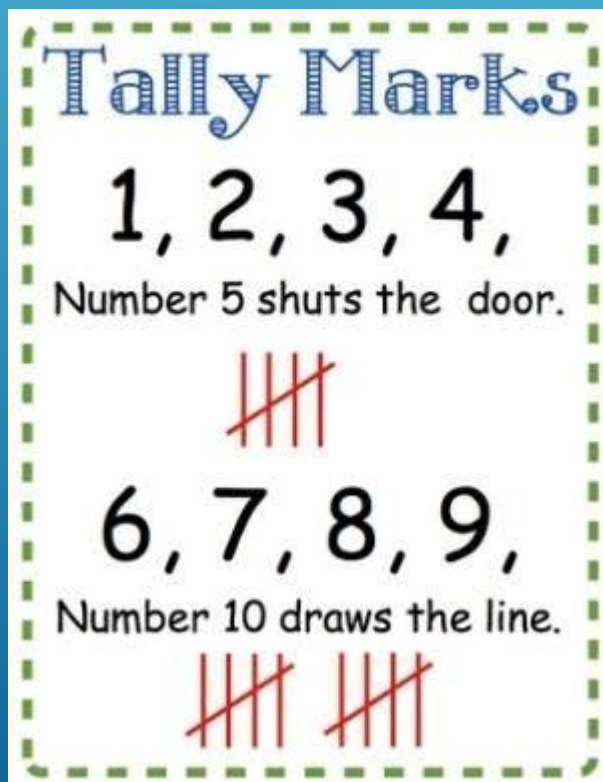 Tally Marks
1, 2, 3, 4,
Number 5 shuts the door.
6, 7, 8, 9,
Number 10 draws the line.